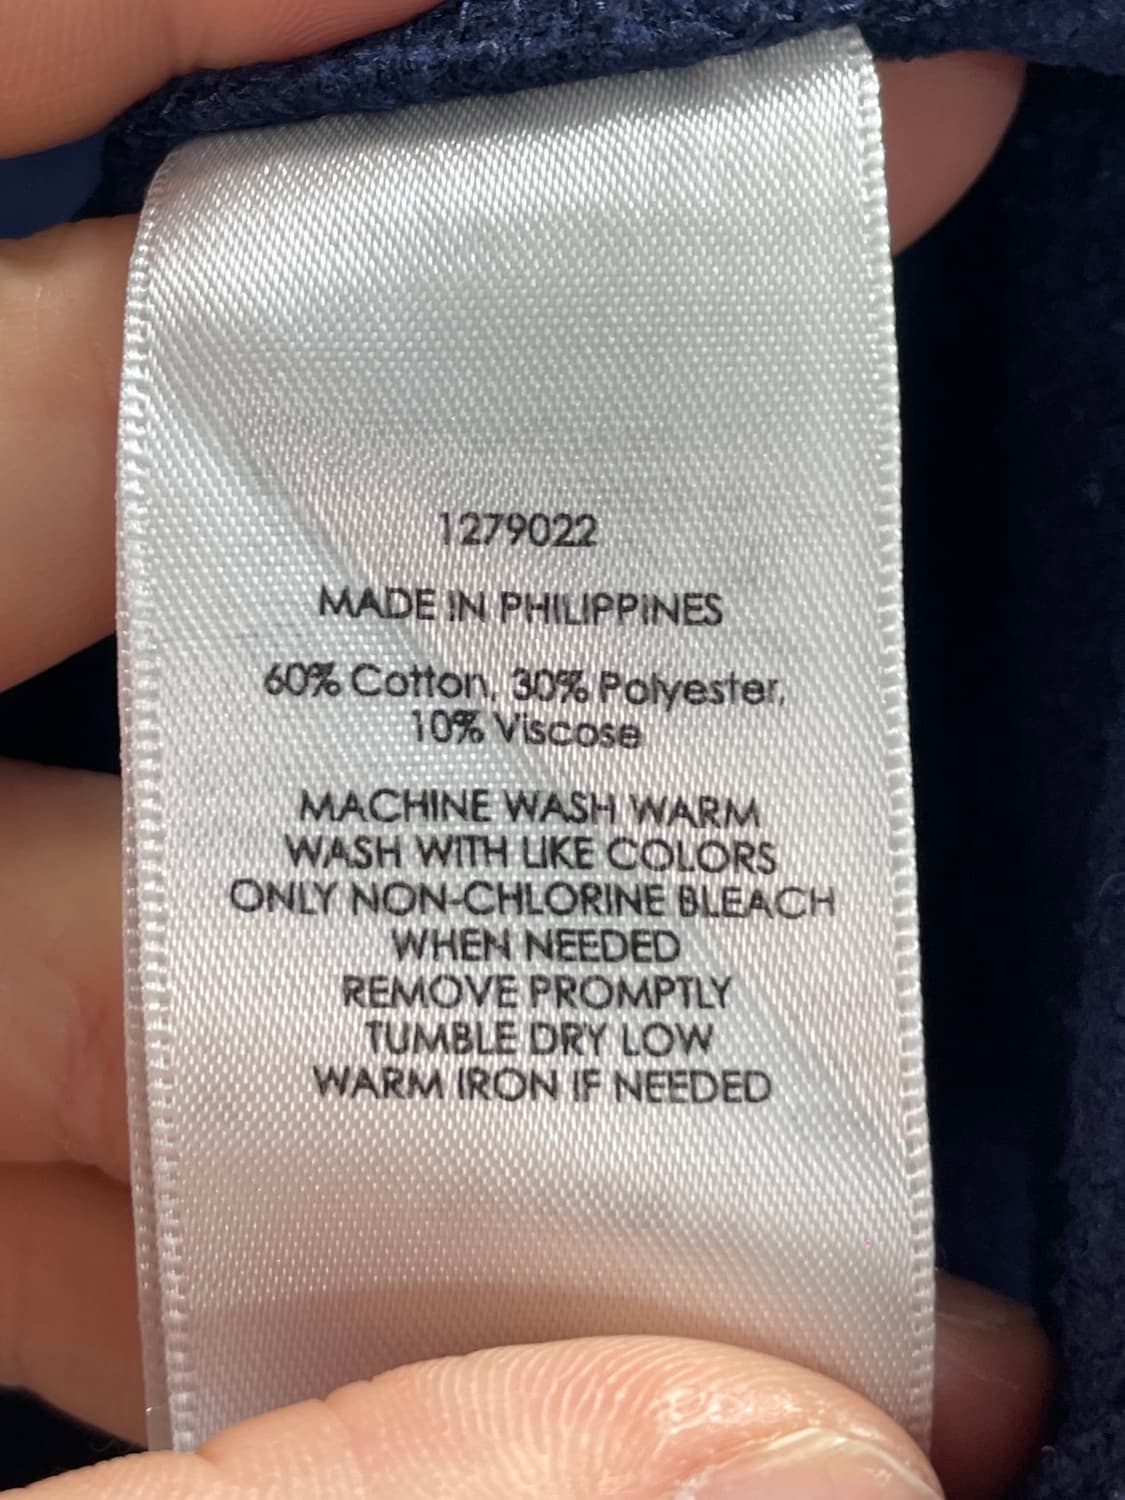 1279022
MADE IN PHILIPPINES
60% Cotton, 30% Polyester,
10% Viscose
MACHINE WASH WARM
WASH WITH LIKE COLORS
ONLY NON-CHLORINE BLEACH
WHEN NEEDED
REMOVE PROMPTLY
TUMBLE DRY LOW
WARM IRON IF NEEDED